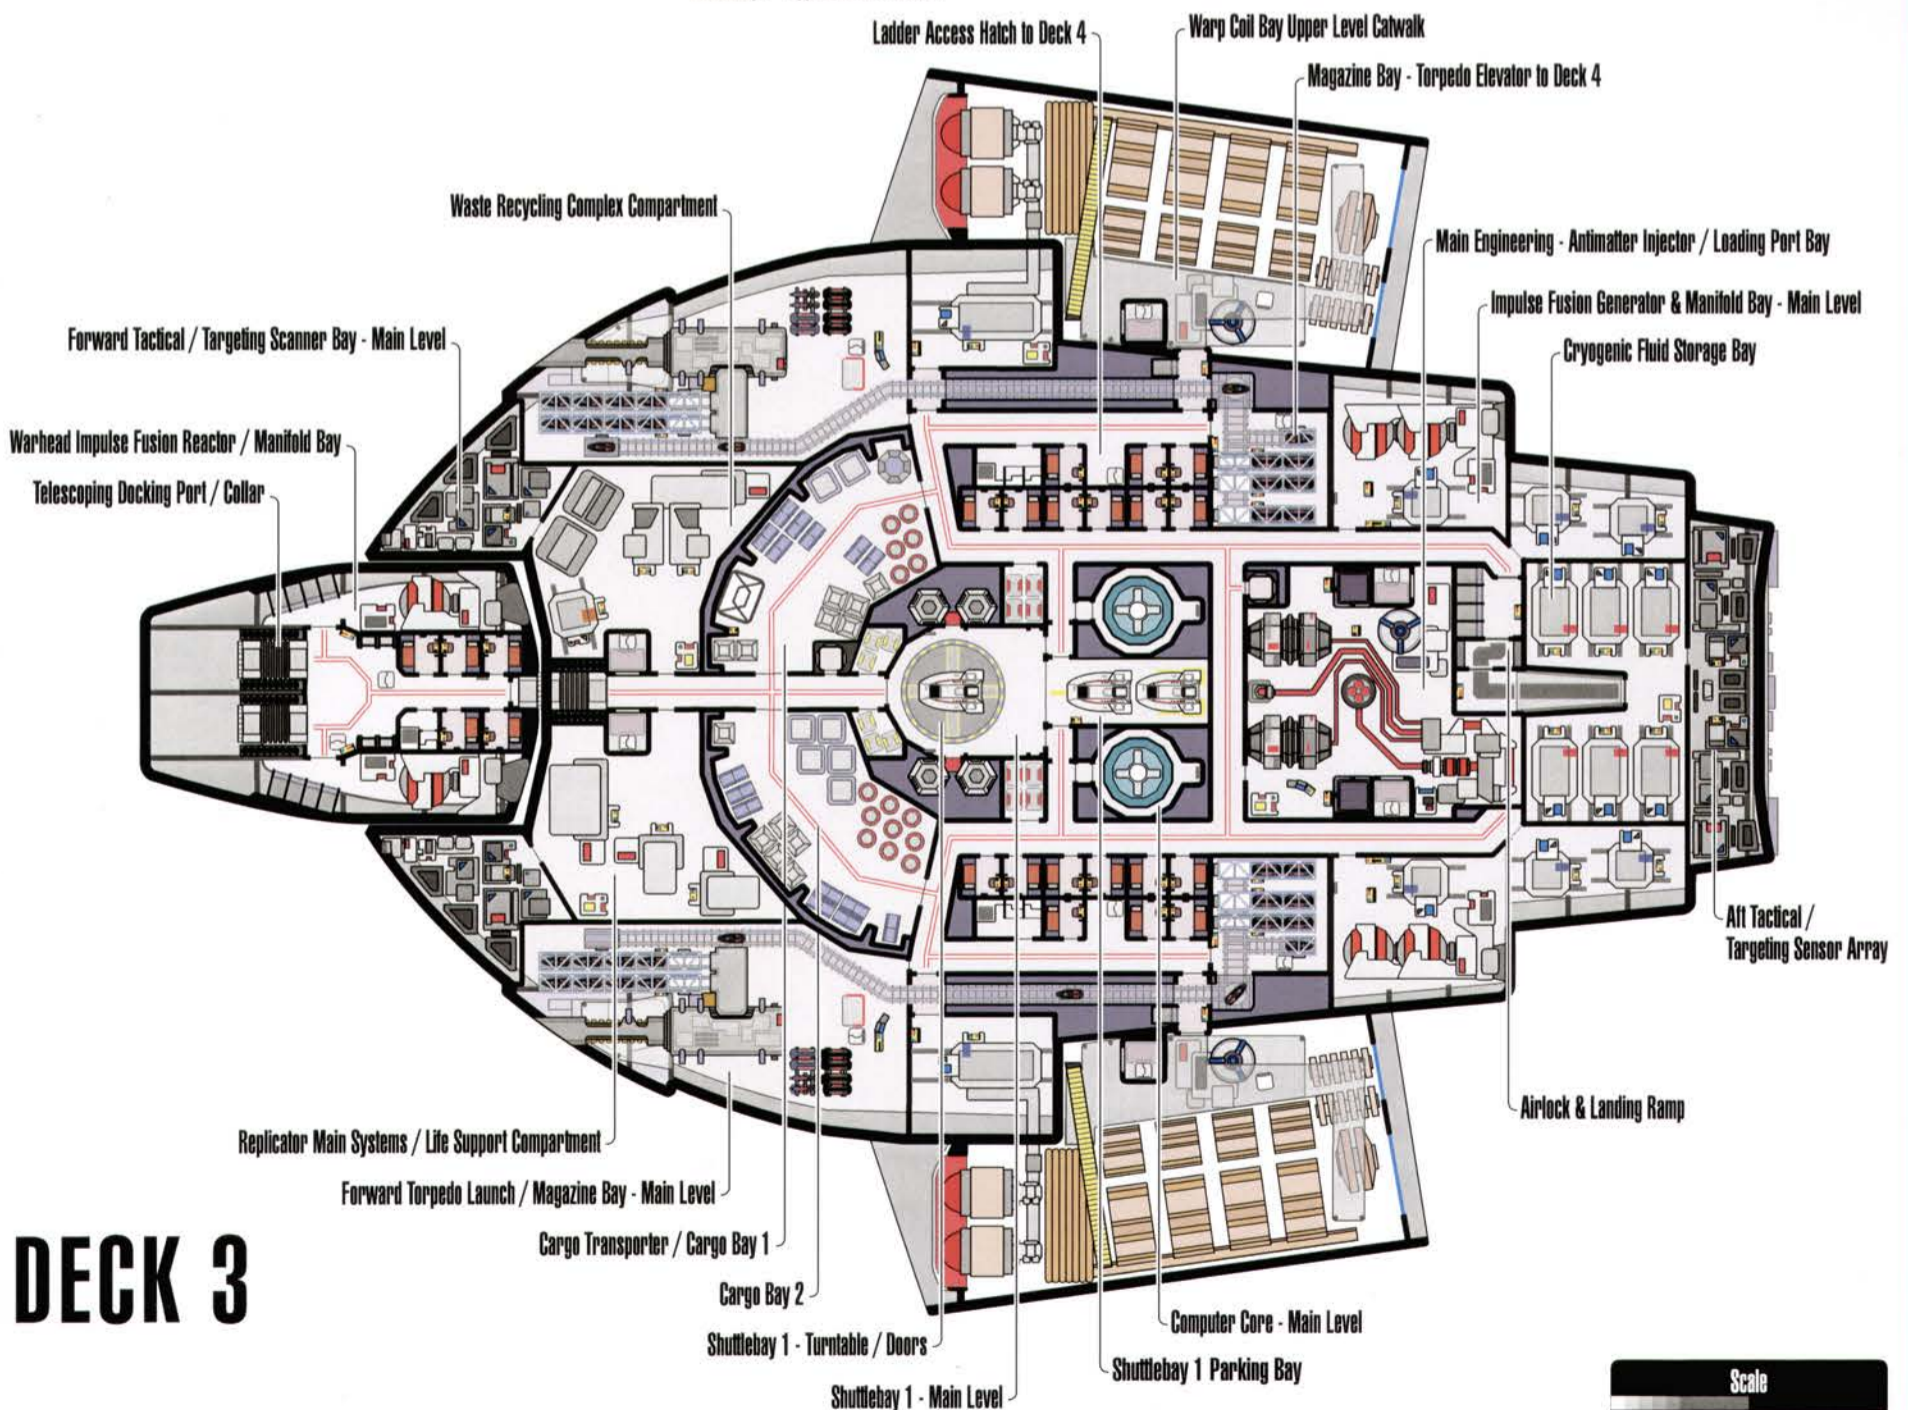 Ladder Access Hatch to Deck 4
Warp Coil Bay Upper Level Catwalk
Magazine Bay - Torpedo Elevator to Deck 4
Waste Recycling Complex Compartment
Main Engineering - Antimatter Injector / Loading Port Bay
Impulse Fusion Generator & Manifold Bay - Main Level
Forward Tactical / Targeting Scanner Bay - Main Level
Cryogenic Fluid Storage Bay
Warhead Impulse Fusion Reactor / Manifold Bay
Telescoping Docking Port / Collar
Aft Tactical /
Targeting Sensor Array
Airlock & Landing Ramp
Replicator Main Systems / Life Support Compartment
Forward Torpedo Launch / Magazine Bay - Main Level
Cargo Transporter / Cargo Bay 1
DECK 3
Cargo Bay 2
Computer Core - Main Level
Shuttlebay 1 - Turntable / Doors
Shuttlebay 1 Parking Bay
Shuttlebay 1 - Main Level
Scale